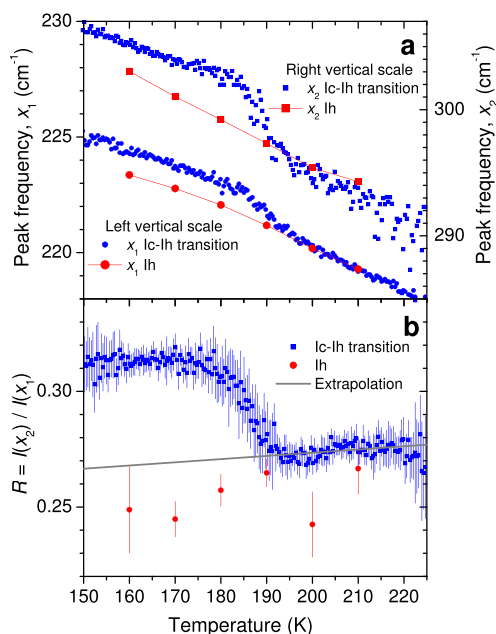 230
a
Right vertical scale
x2 Ic-Ih transition
x2 Ih
300
225
Peak frequency, x1 (cm-1)
Peak frequency, x2 (cm-1)
Left vertical scale
x1 Ic-Ih transition
x1 Ih
290
220
b
Ic-Ih transition
Ih
Extrapolation
0.30
R = I(x2) / I(x1)
0.25
150 160 170 180 190 200 210 220
Temperature (K)